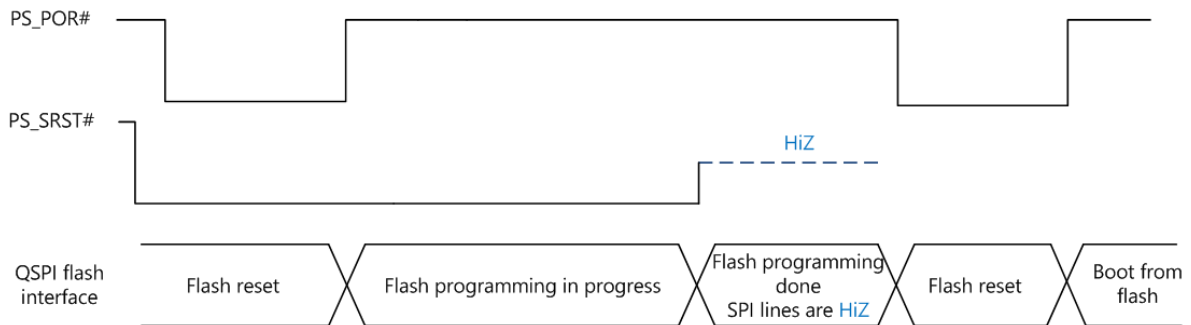 PS_POR#
PS_SRST#
HiZ
QSPI flash
interface
Flash reset
Flash programming in progress
Flash programming
done
SPI lines are HiZ
Flash reset
Boot from
flash